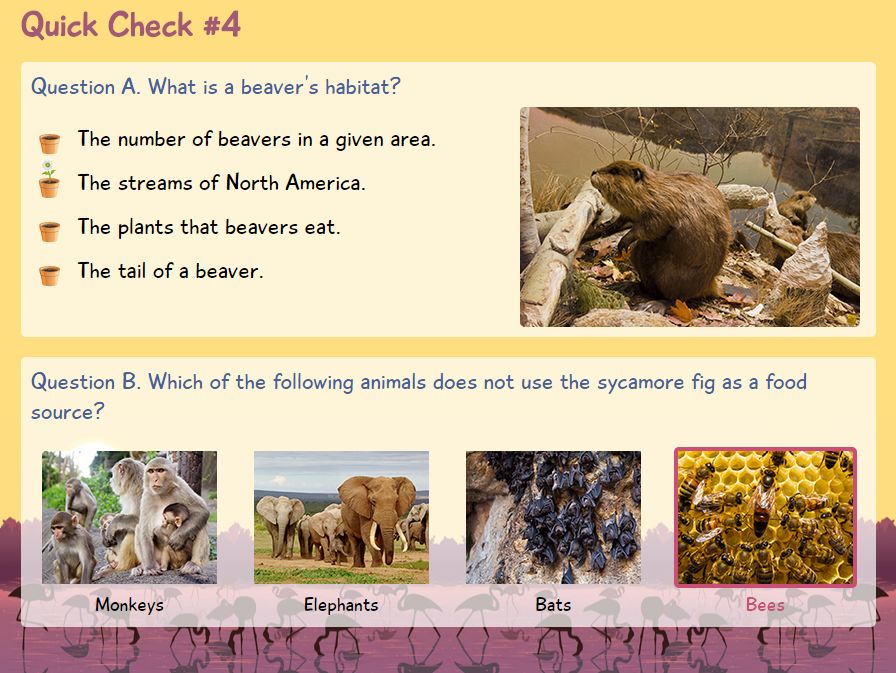 Quick Check #4
Question A. What is a beaver's habitat?
The number of beavers in a given area.
The streams of North America.
The plants that beavers eat.
The tail of a beaver.
Question B. Which of the following animals does not use the sycamore fig as a food
source?
Monkeys
Elephants
Bats
Bees